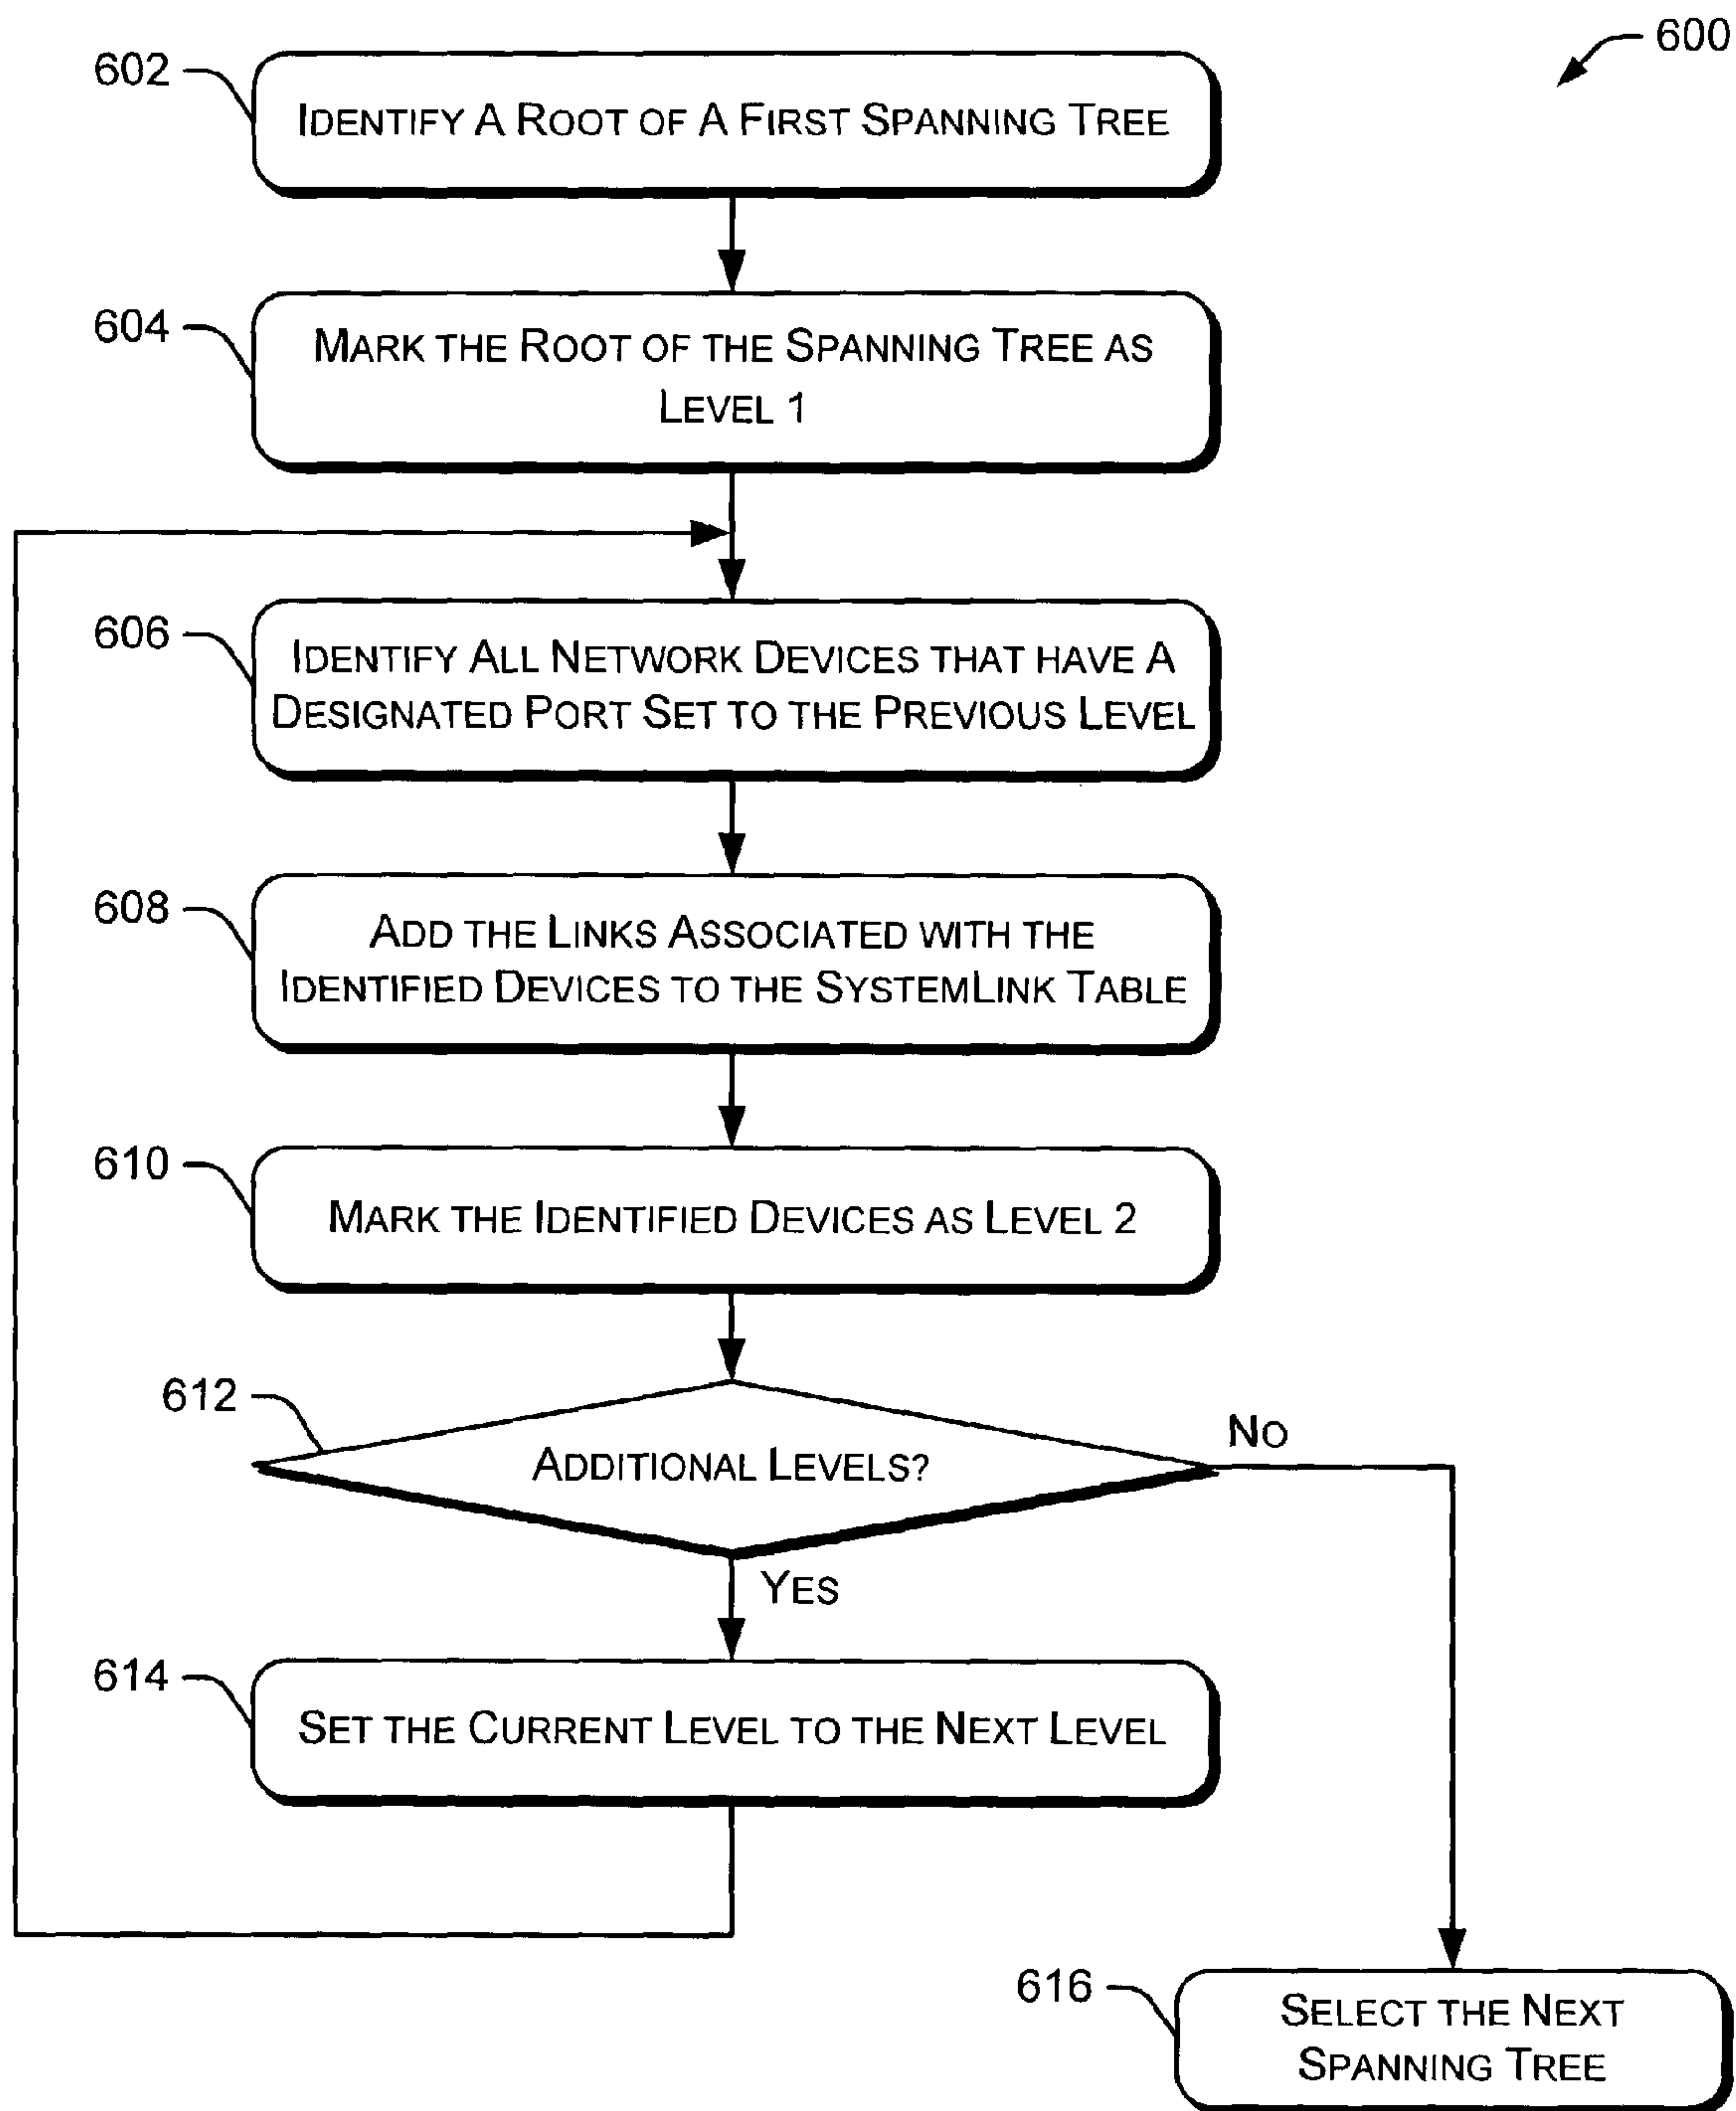 600
602
IDENTIFY A ROOT OF A FIRST SPANNING TREE
604
MARK THE ROOT OF THE SPANNING TREE AS
LEVEL 1
606
IDENTIFY ALL NETWORK DEVICES THAT HAVE A
DESIGNATED PORT SET TO THE PREVIOUS LEVEL
608
ADD THE LINKS ASSOCIATED WITH THE
IDENTIFIED DEVICES TO THE SYSTEMLINK TABLE
610
MARK THE IDENTIFIED DEVICES AS LEVEL 2
612
ADDITIONAL LEVELS?
NO
YES
614
SET THE CURRENT LEVEL TO THE NEXT LEVEL
616
SELECT THE NEXT
SPANNING TREE